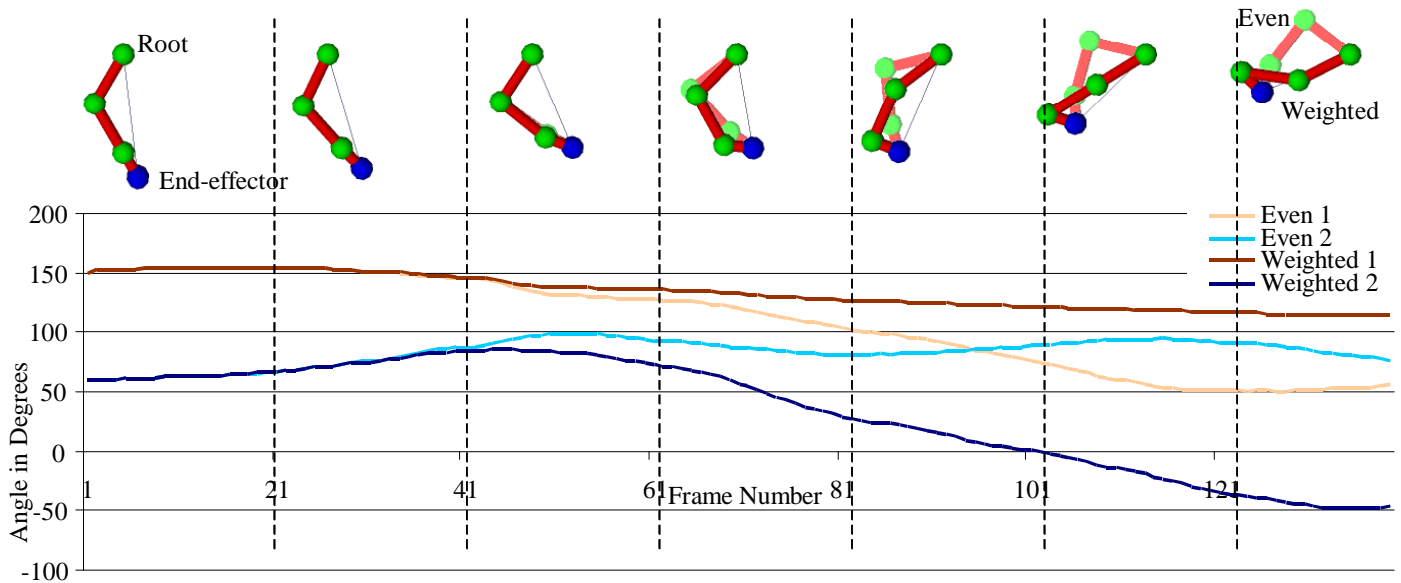 Even
Root
Weighted
End-effector
200
150
100
50
0
-50
-100
Angle in Degrees
Even 1
Even 2
Weighted 1
Weighted 2
1
21
41
61
81
101
121
Frame Number